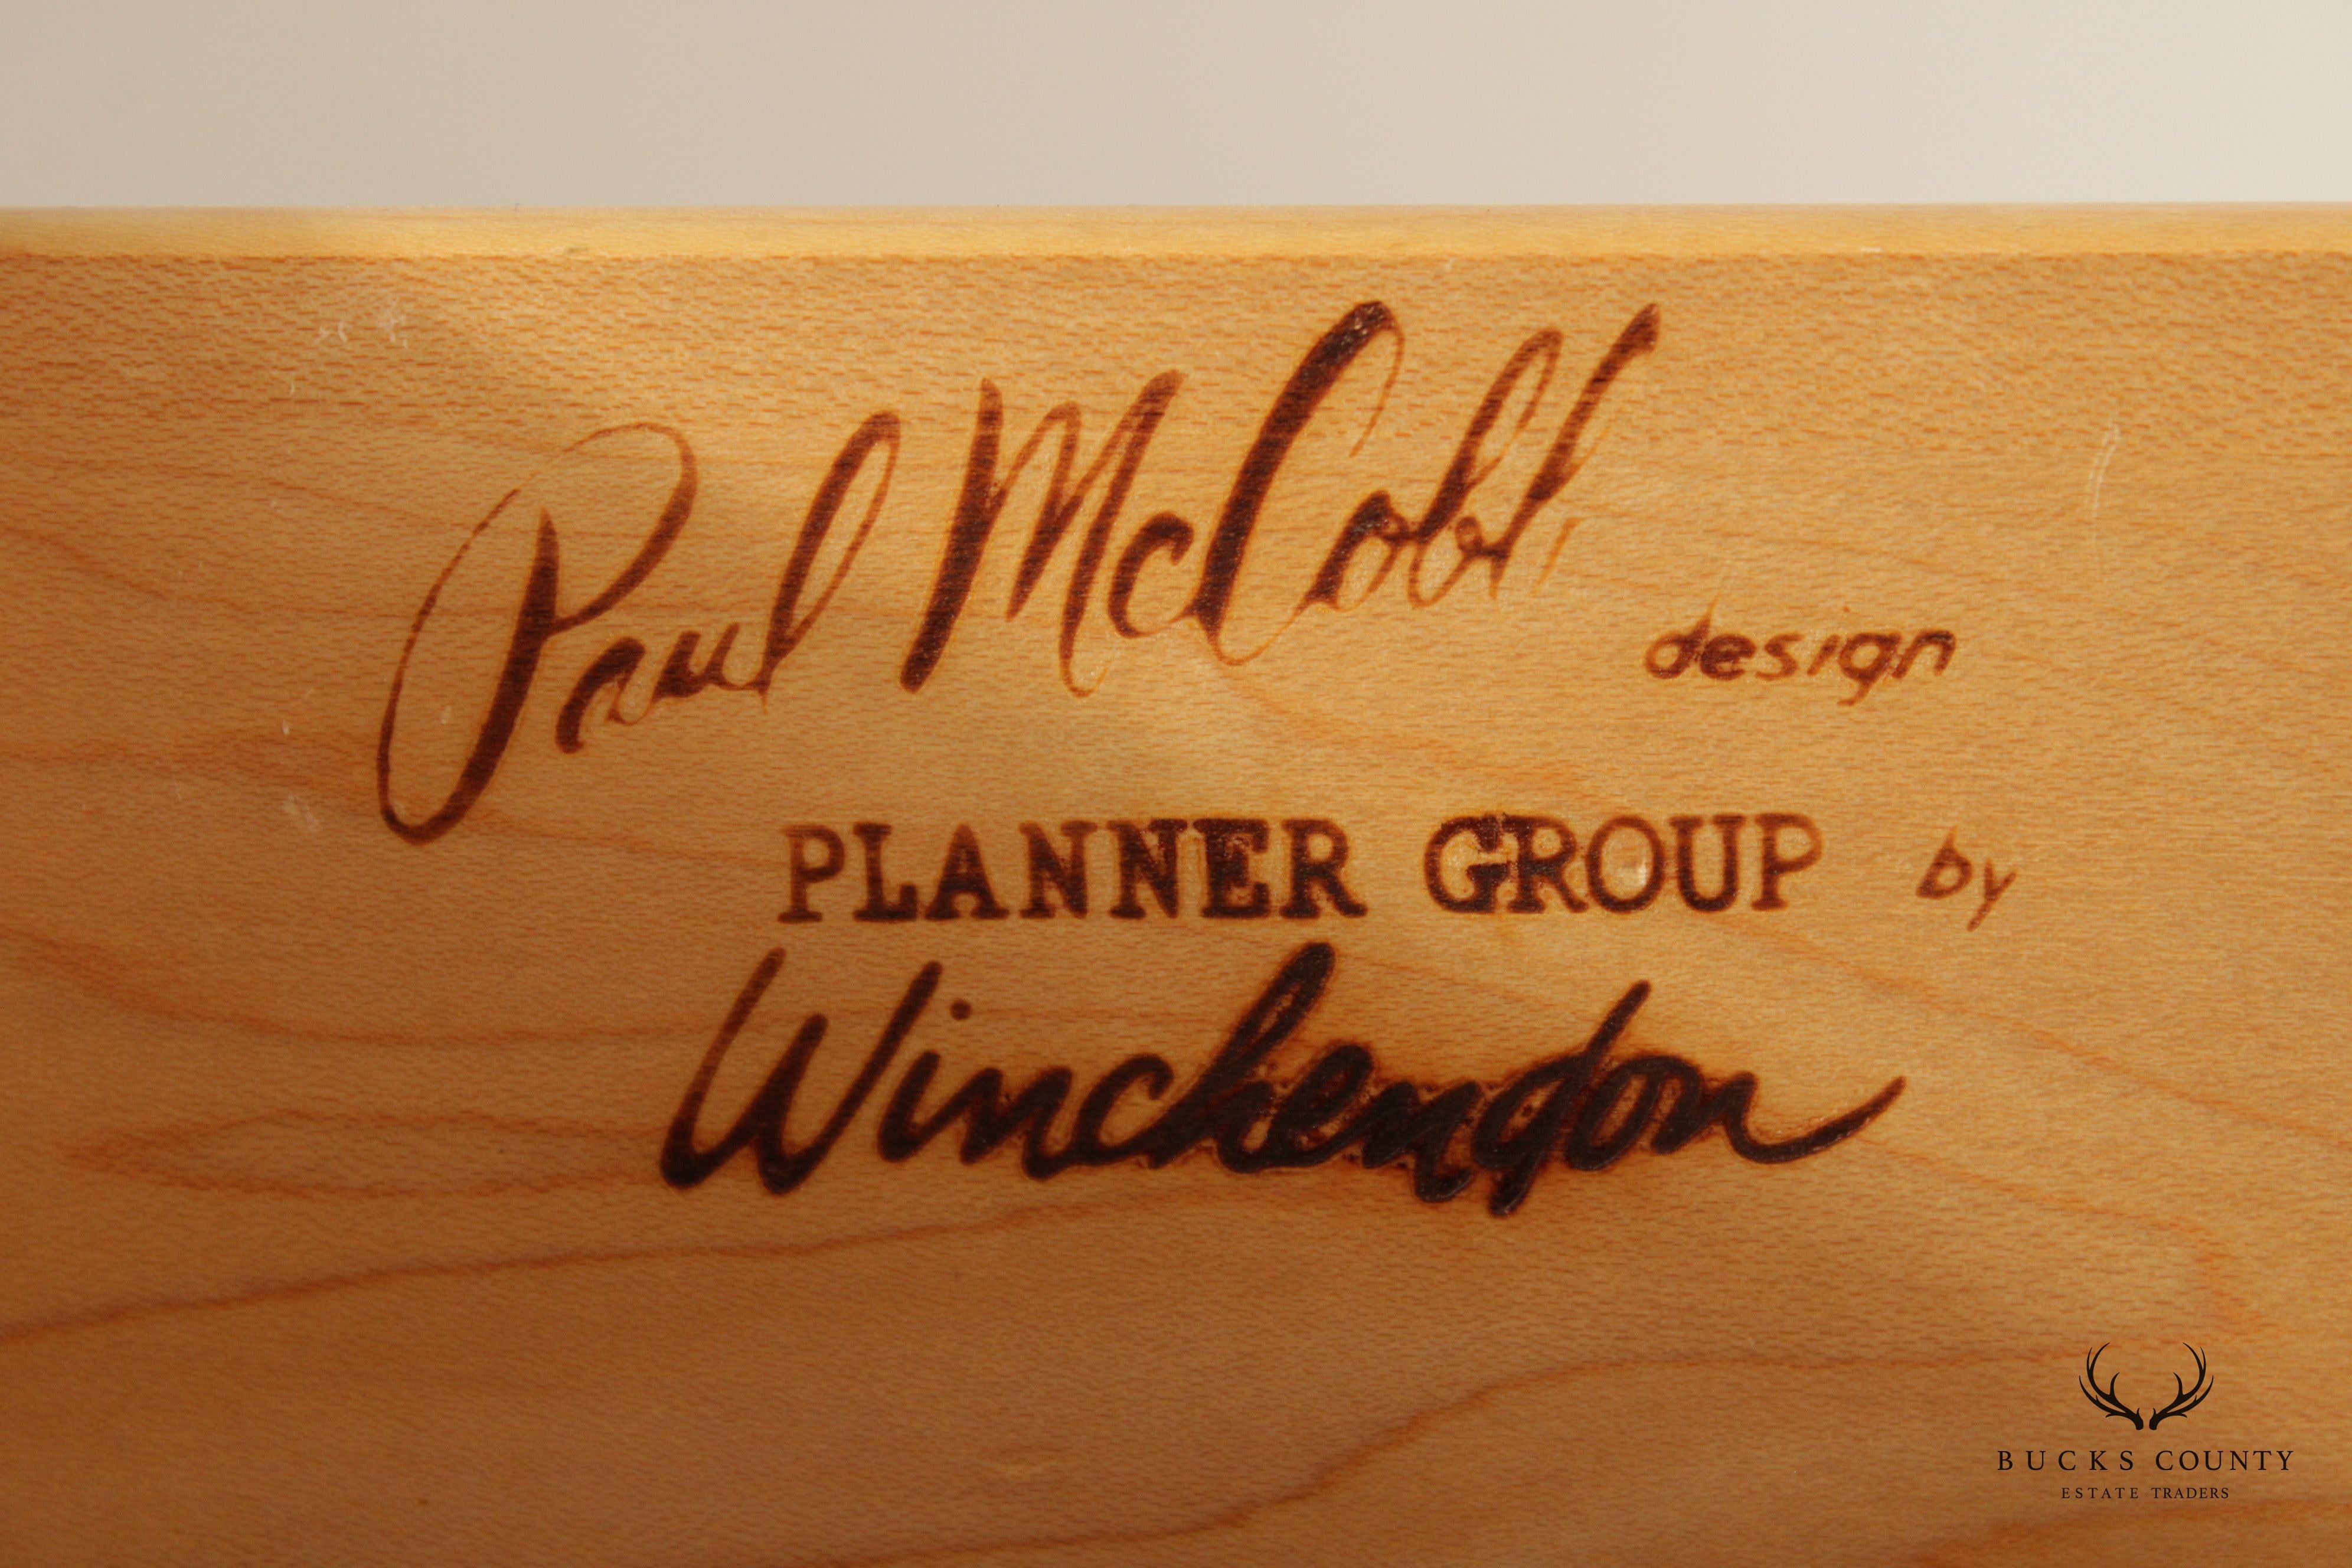 Paul McCobb
design
PLANNER GROUP by
Winchendon
BUCKS COUNTY
ESTATE TRADERS